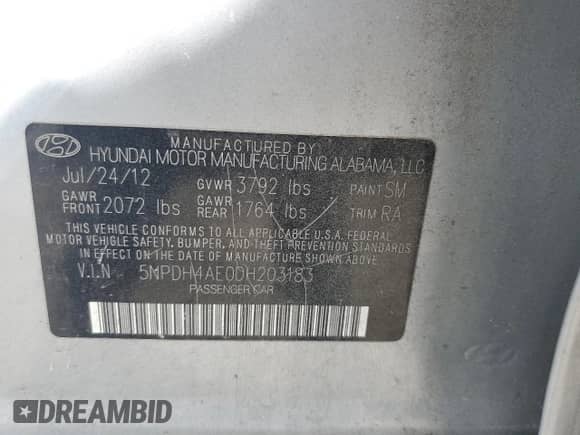 MANUFACTURED BY
HYUNDAI MOTOR MANUFACTURING ALABAMA, LLC
Jul/24/12 GVWR 3792 lbs PAINT SM
GAWR FRONT 2072 lbs GAWR REAR 1764 lbs TRIM RA
THIS VEHICLE CONFORMS TO ALL APPLICABLE U.S.A. FEDERAL
MOTOR VEHICLE SAFETY, BUMPER, AND THEFT PREVENTION STANDARDS
IN EFFECT ON THE DATE OF MANUFACTURE SHOWN ABOVE.
V.I.N 5MPDH4AE0DH203183
PASSENGER CAR
DREAMBID